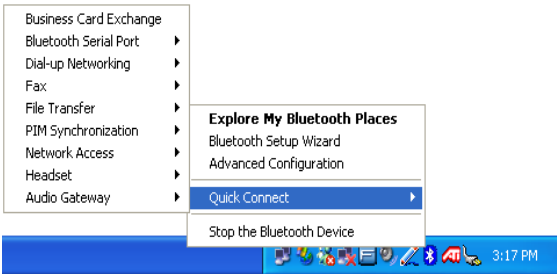 Business Card Exchange
Bluetooth Serial Port
Dial-up Networking
Fax
File Transfer
PIM Synchronization
Network Access
Headset
Audio Gateway
Explore My Bluetooth Places
Bluetooth Setup Wizard
Advanced Configuration
Quick Connect
Stop the Bluetooth Device
ATI
3:17 PM